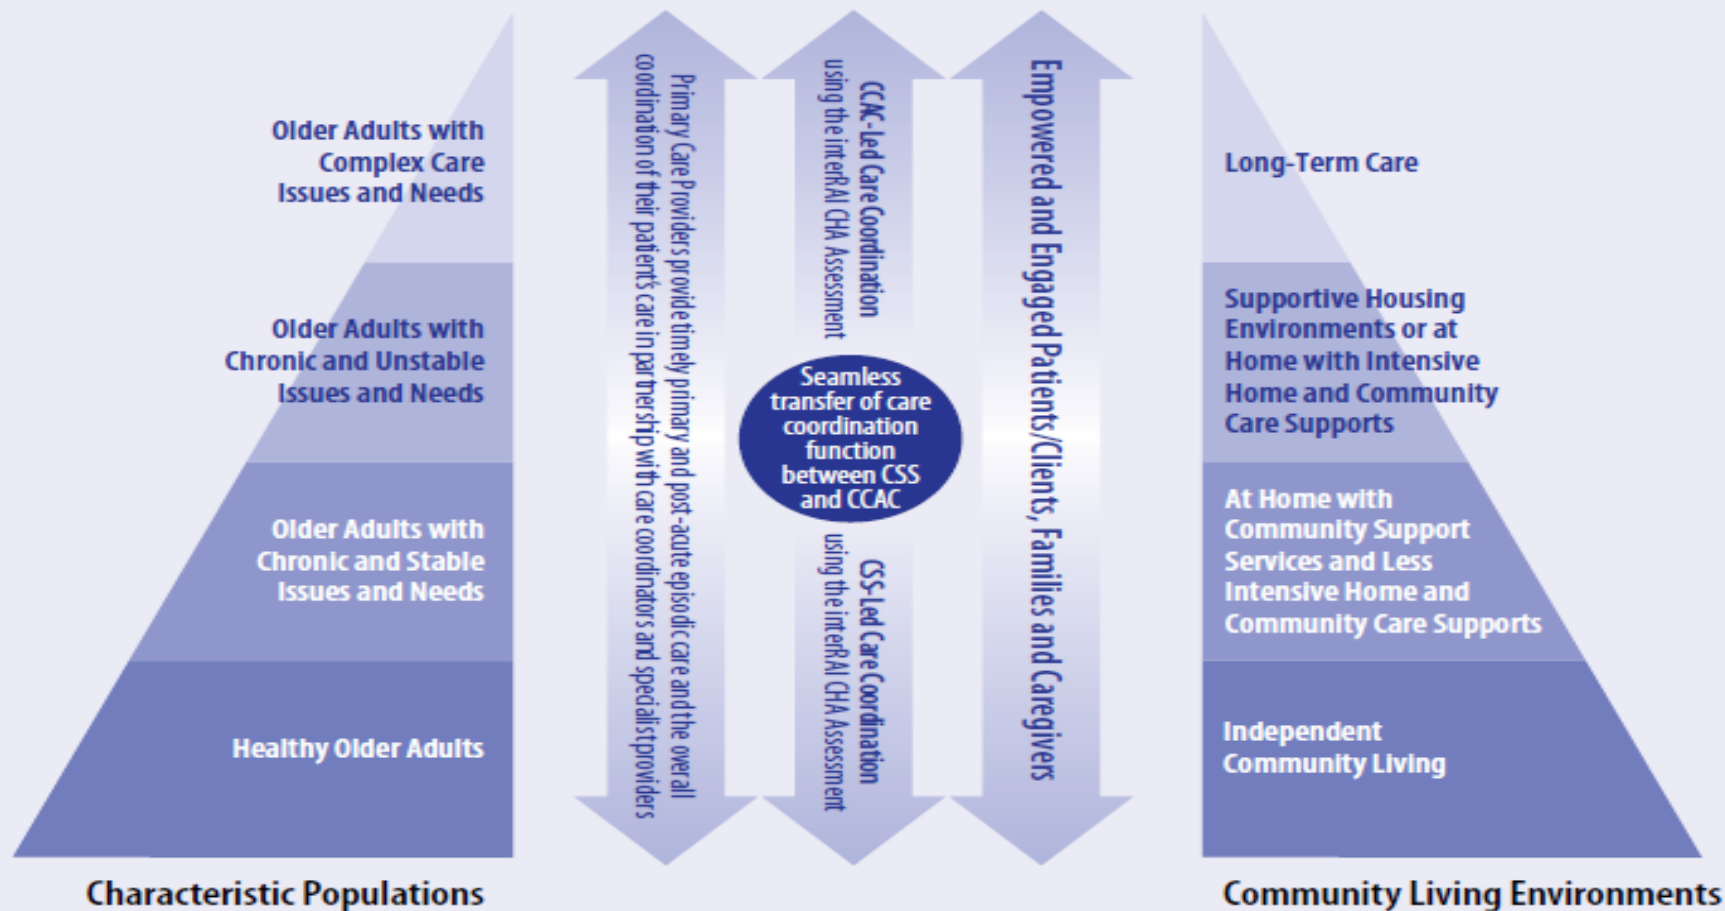 Older Adults with
Complex Care
Issues and Needs
Older Adults with
Chronic and Unstable
Issues and Needs
Older Adults with
Chronic and Stable
Issues and Needs
Healthy Older Adults
Characteristic Populations
Primary Care Providers provide timely primary and post-acute episodic care and the overall
coordination of their patient's care in partnership with care coordinators and specialist providers
CCAC-Led Care Coordination
using the interRAI CHA Assessment
Seamless
transfer of care
coordination
function
between CSS
and CCAC
CSS-Led Care Coordination
using the interRAI CHA Assessment
Empowered and Engaged Patients/Clients, Families and Caregivers
Long-Term Care
Supportive Housing
Environments or at
Home with Intensive
Home and Community
Care Supports
At Home with
Community Support
Services and Less
Intensive Home and
Community Care Supports
Independent
Community Living
Community Living Environments